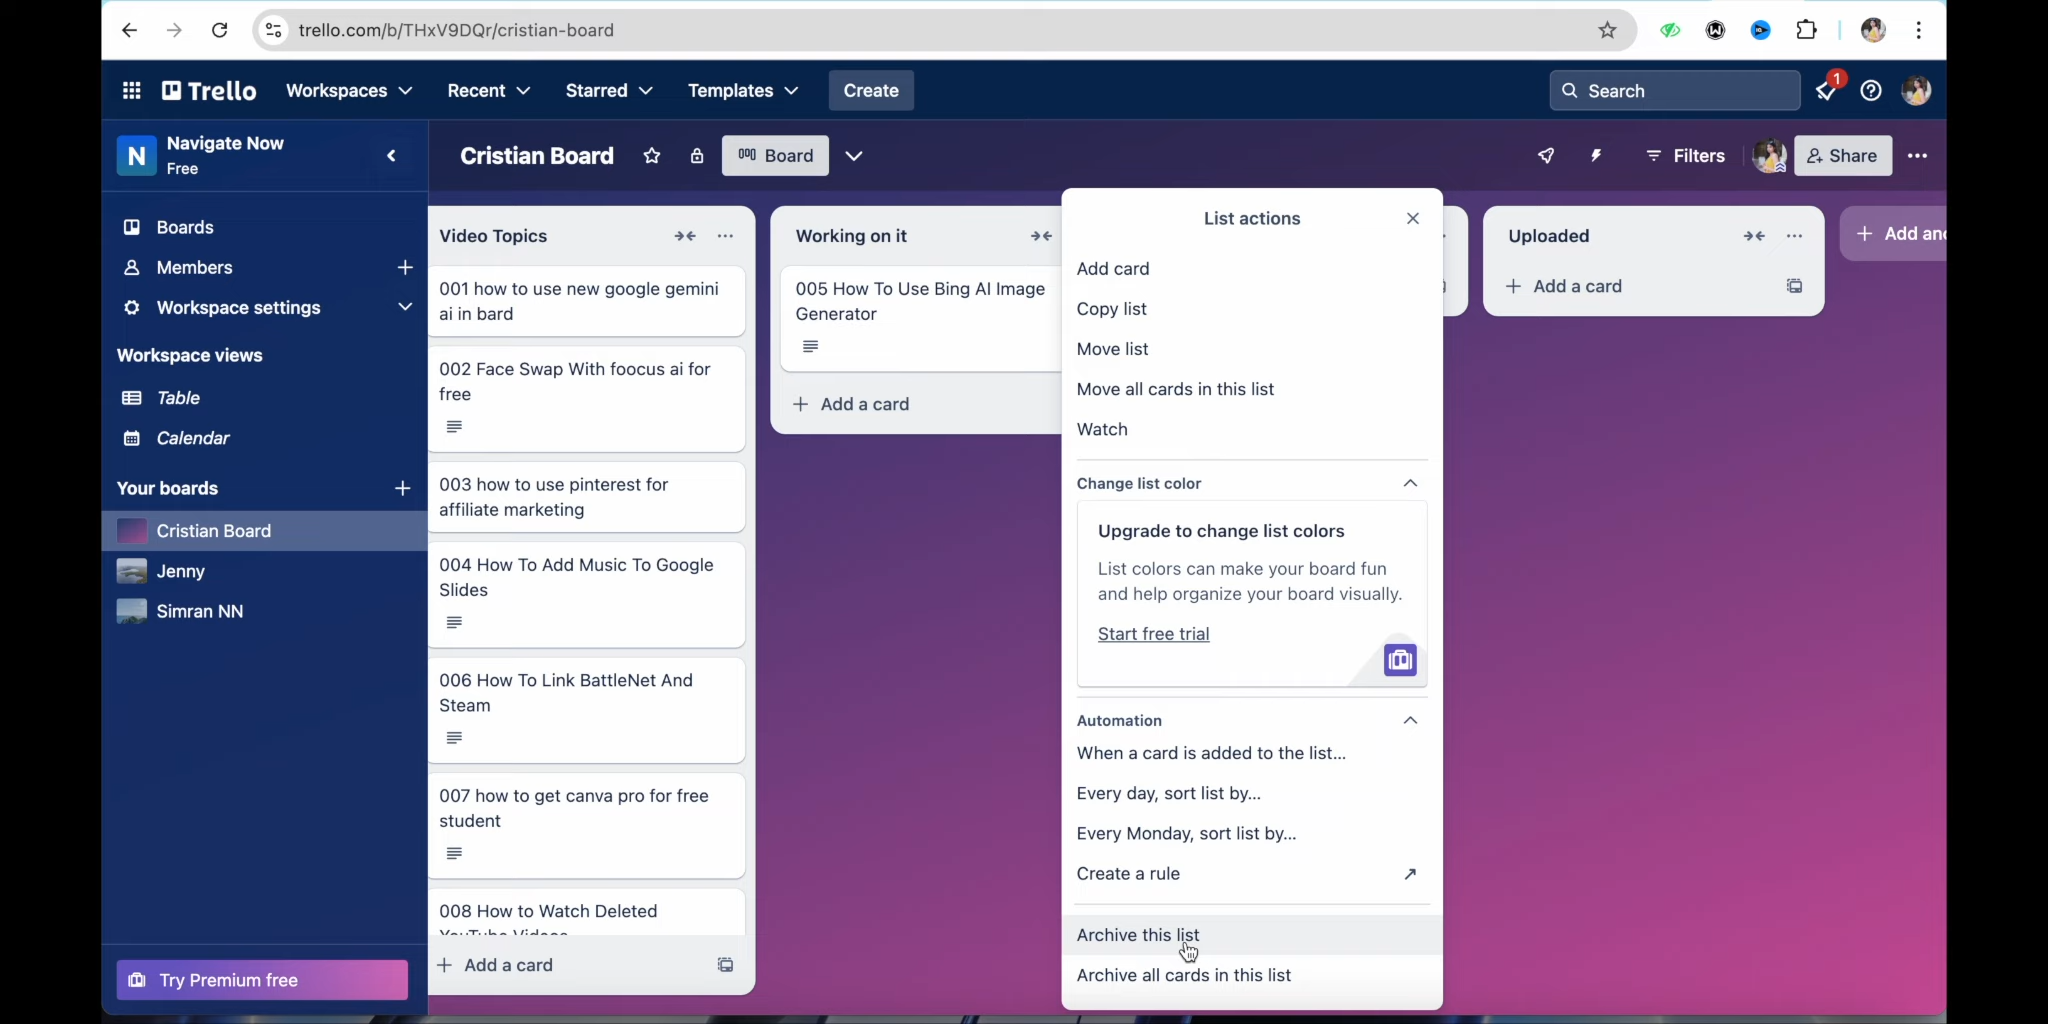 trello.com/b/THxV9DQr/cristian-board
Trello
Workspaces
Recent
Starred
Templates
Create
Search
1
N
Navigate Now
Free
Cristian Board
Board
Filters
Share
Boards
Members
Workspace settings
Workspace views
Table
Calendar
Your boards
Cristian Board
Jenny
Simran NN
Try Premium free
Video Topics
001 how to use new google gemini
ai in bard
002 Face Swap With foocus ai for
free
003 how to use pinterest for
affiliate marketing
004 How To Add Music To Google
Slides
006 How To Link BattleNet And
Steam
007 how to get canva pro for free
student
008 How to Watch Deleted
YouTube Videos
Add a card
Working on it
005 How To Use Bing AI Image
Generator
Add a card
List actions
Add card
Copy list
Move list
Move all cards in this list
Watch
Change list color
Upgrade to change list colors
List colors can make your board fun
and help organize your board visually.
Start free trial
Automation
When a card is added to the list...
Every day, sort list by...
Every Monday, sort list by...
Create a rule
Archive this list
Archive all cards in this list
Uploaded
Add a card
Add ano